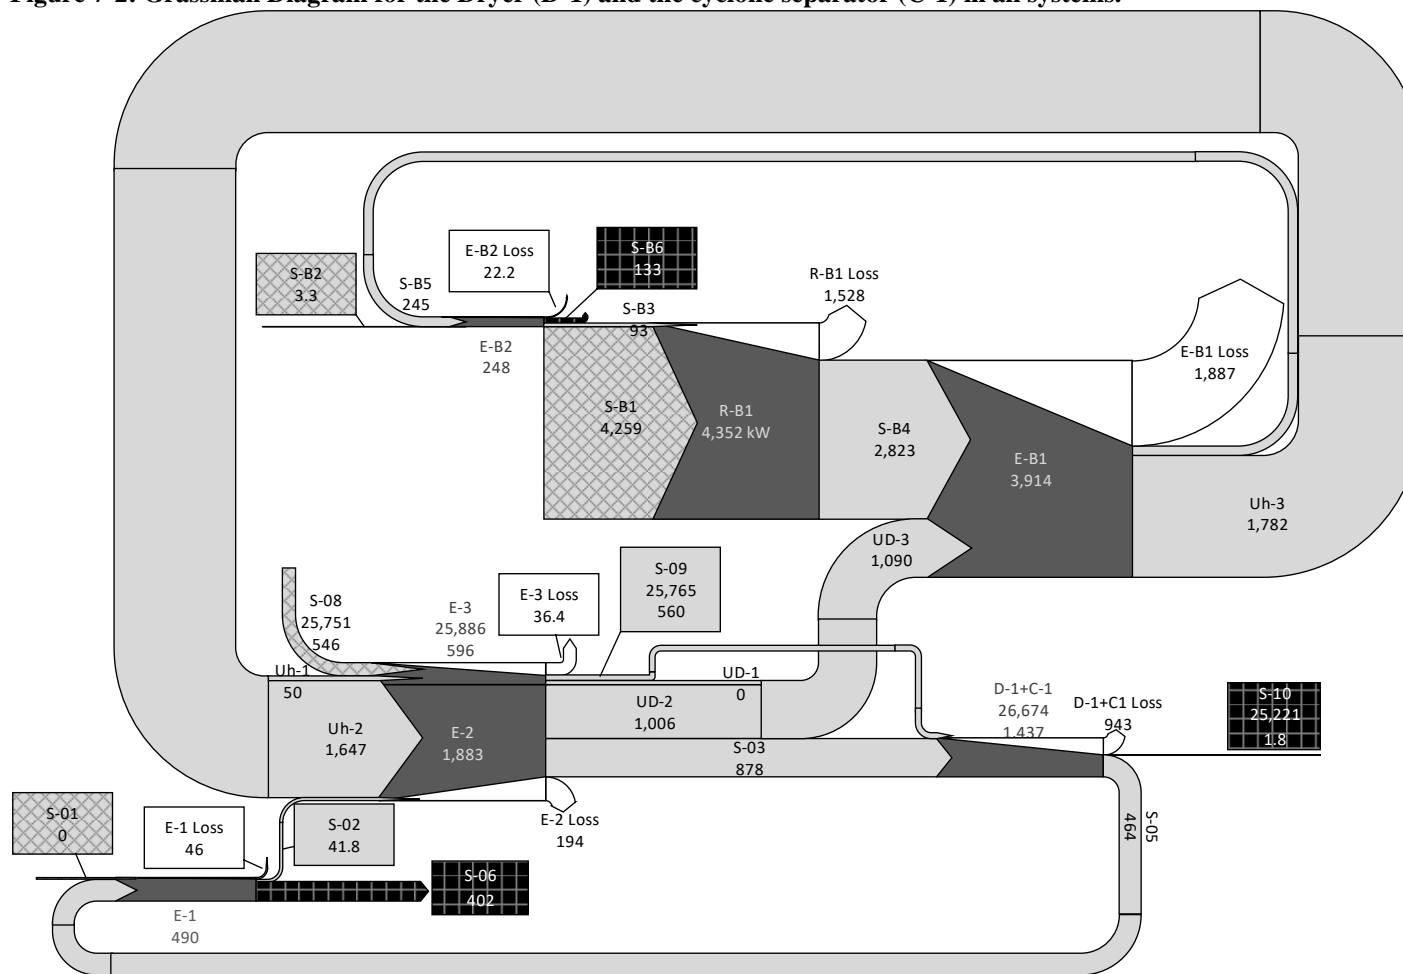 Figure 7-2: Grassman Diagram for the Dryer (D-1) and the cyclone separator (C-1) in all systems.
S-B2
3.3
S-B5
245
E-B2 Loss
22.2
S-B6
133
S-B3
93
R-B1 Loss
1,528
E-B1 Loss
1,887
E-B2
248
S-B1
4,259
R-B1
4,352 kW
S-B4
2,823
E-B1
3,914
Uh-3
1,782
UD-3
1,090
S-08
25,751
546
E-3
25,886
596
E-3 Loss
36.4
S-09
25,765
560
Uh-1
50
UD-1
0
Uh-2
1,647
E-2
1,883
UD-2
1,006
S-03
878
D-1+C-1
26,674
1,437
D-1+C1 Loss
943
S-10
25,221
1.8
S-01
0
E-1 Loss
46
S-02
41.8
E-2 Loss
194
S-05
464
S-06
402
E-1
490